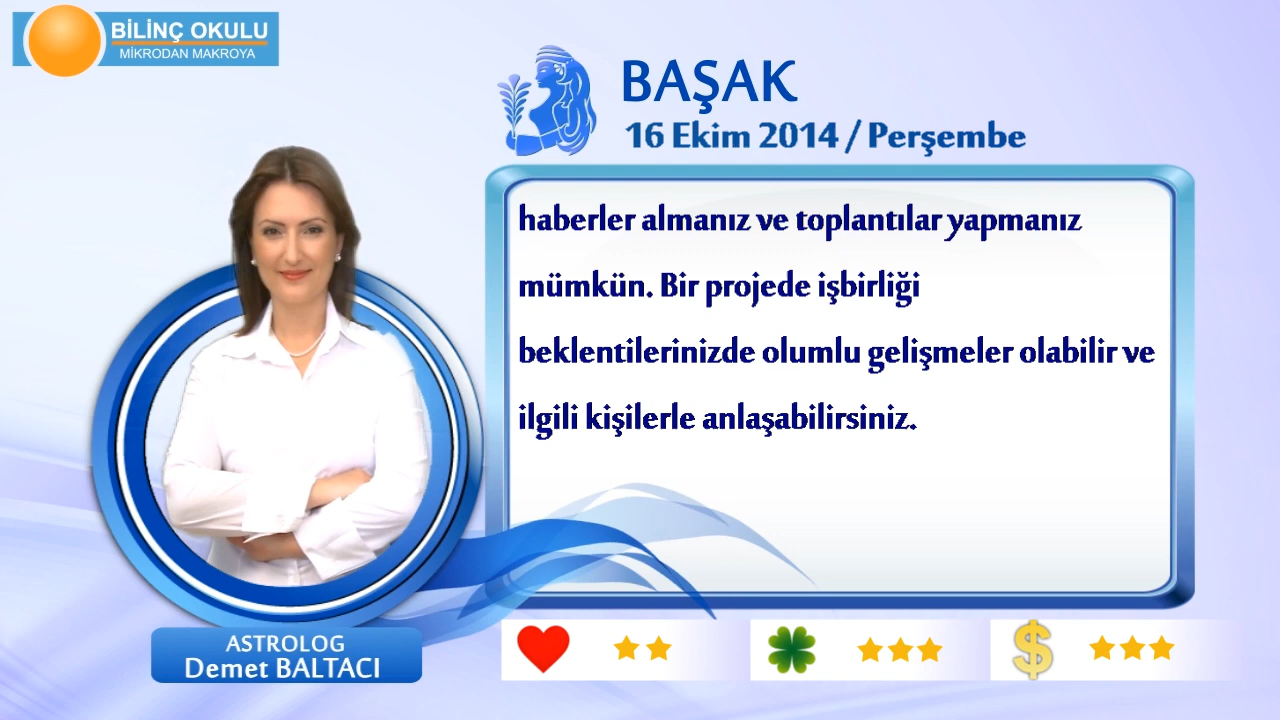 BİLİNÇ OKULU
MİKRODAN MAKROYA
BAŞAK
16 Ekim 2014 / Perşembe
haberler almanız ve toplantılar yapmanız
mümkün. Bir projede işbirliği
beklentilerinizde olumlu gelişmeler olabilir ve
ilgili kişilerle anlaşabilirsiniz.
ASTROLOG
Demet BALTACI
$